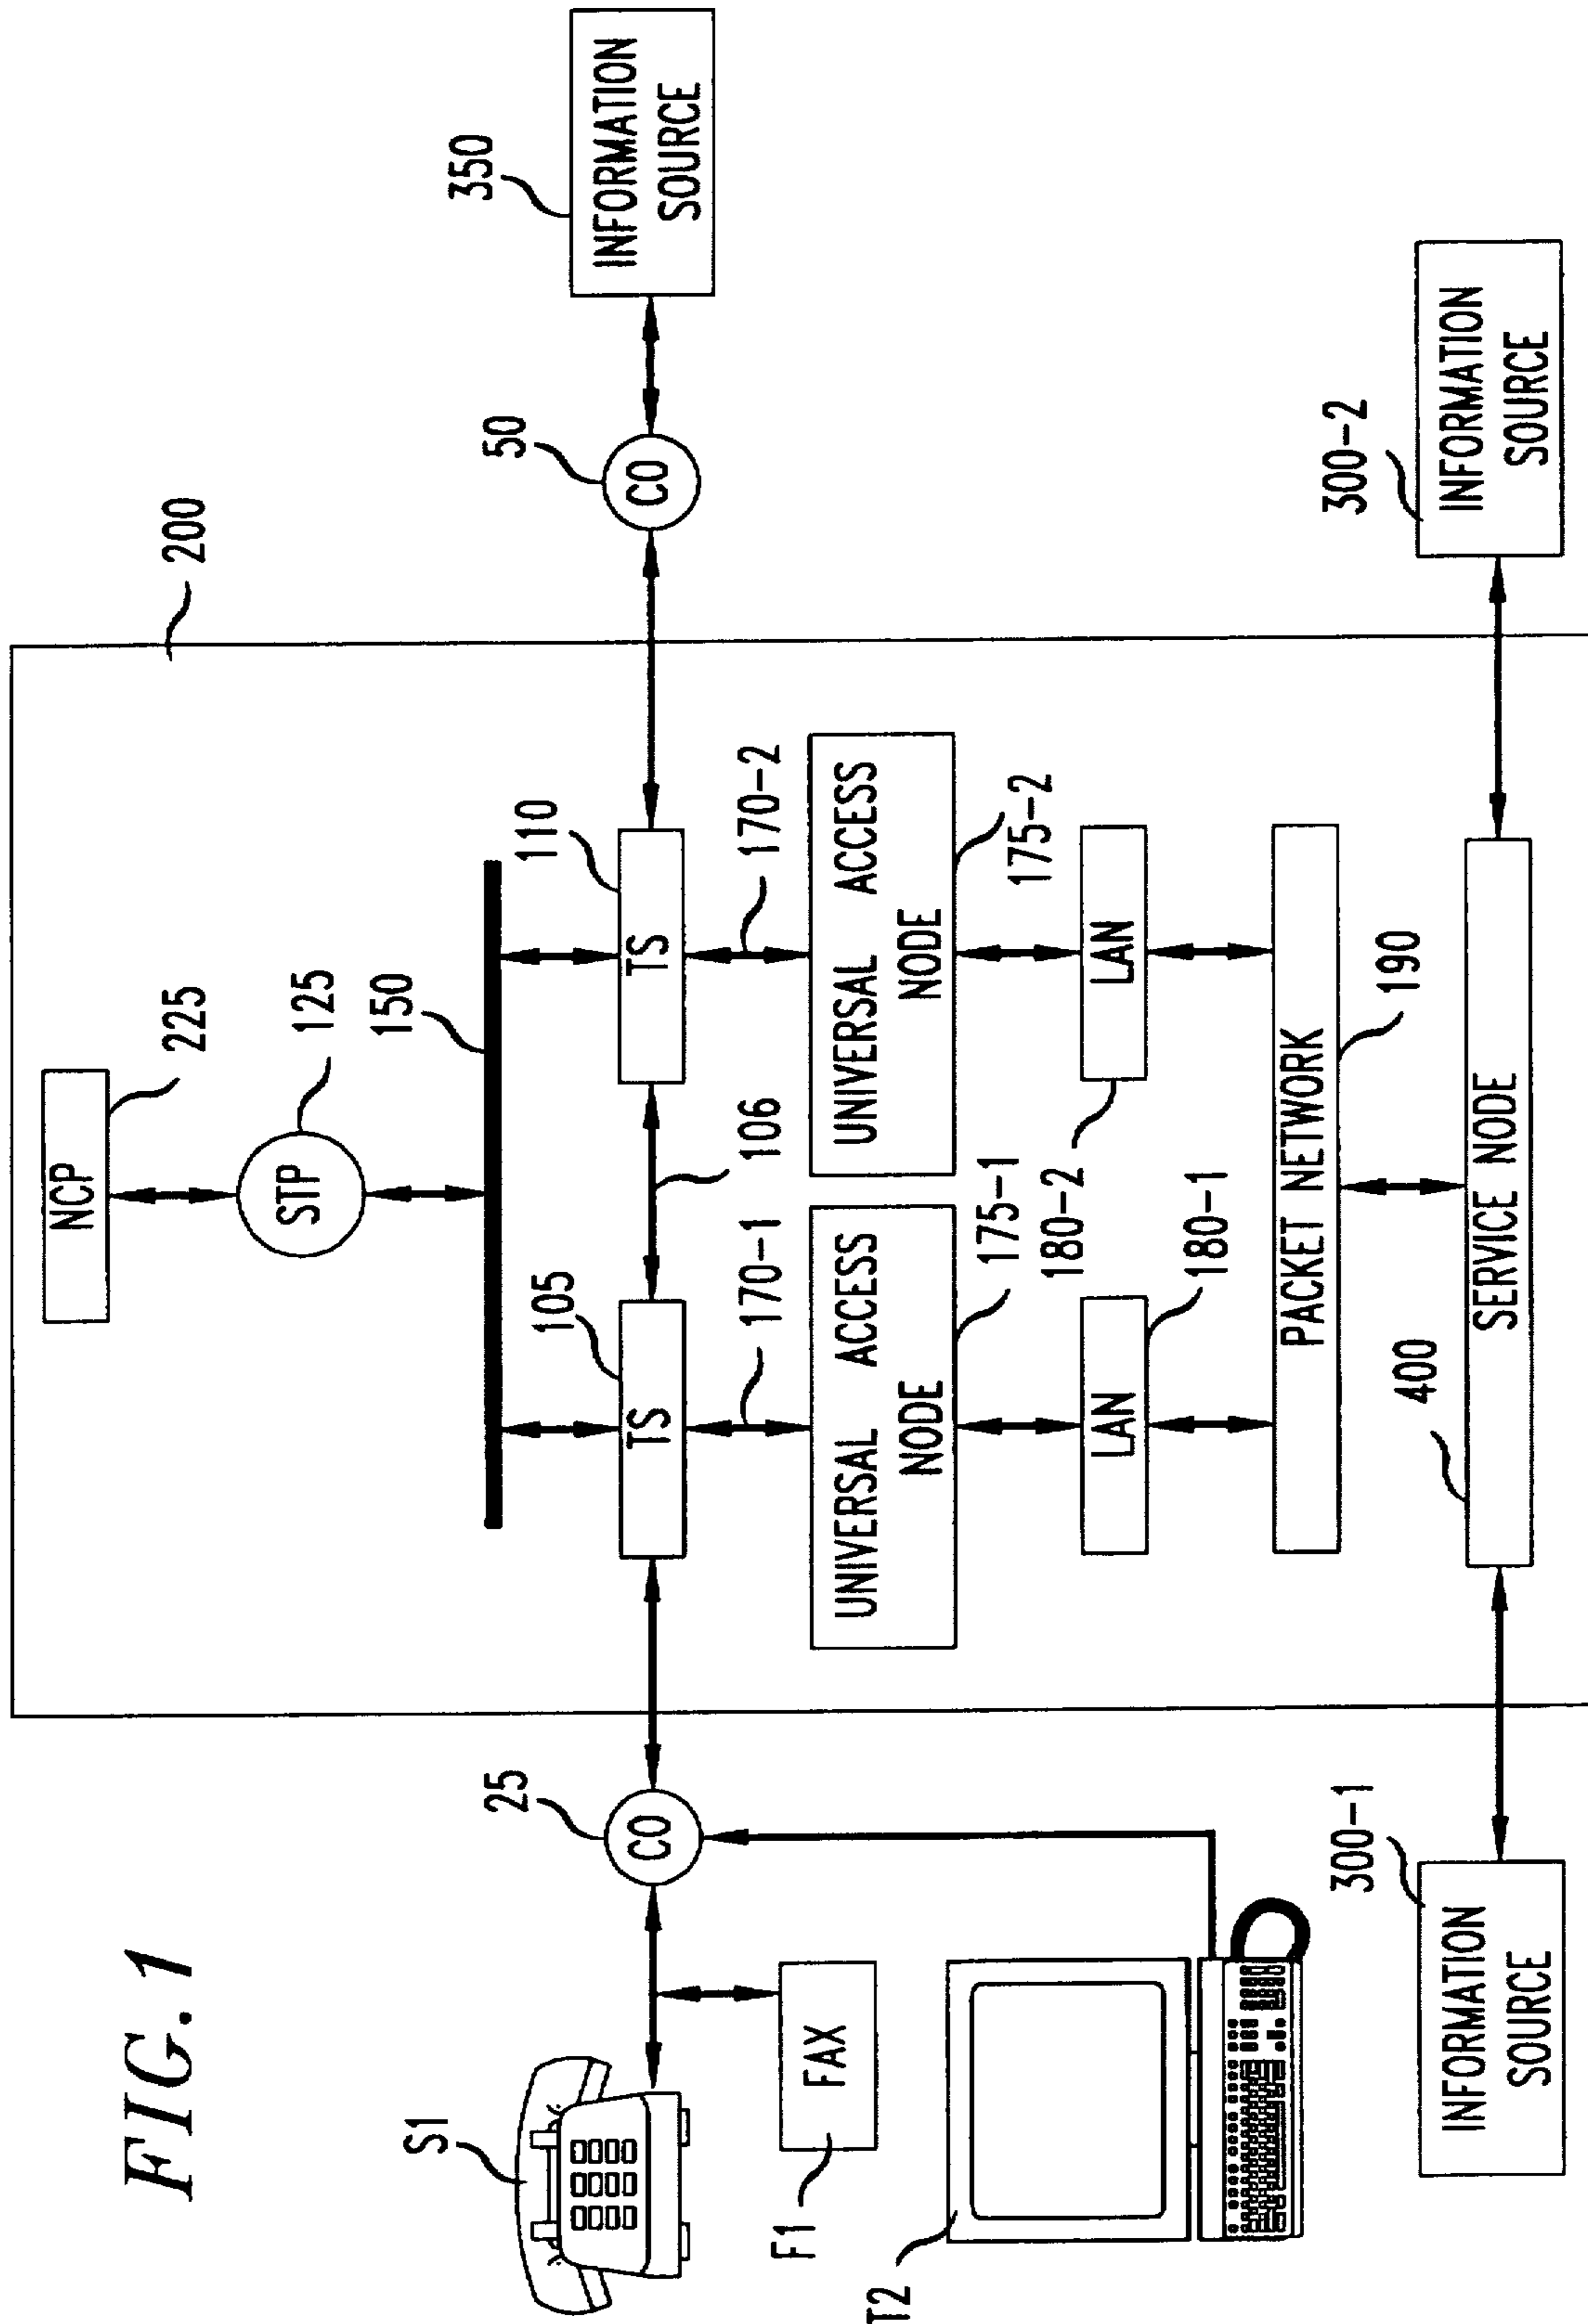 FIG. 1
200
NCP
225
STP
125
150
S1
25
CO
105
TS
106
110
TS
50
CO
350
INFORMATION
SOURCE
F1
FAX
170-1
170-2
UNIVERSAL ACCESS
NODE
175-1
UNIVERSAL ACCESS
NODE
175-2
T2
LAN
180-1
180-2
LAN
PACKET NETWORK
190
300-1
INFORMATION
SOURCE
400
SERVICE NODE
300-2
INFORMATION
SOURCE